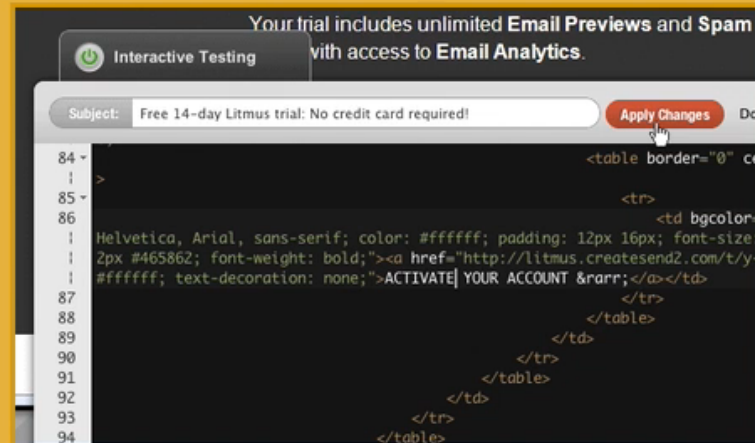 Your trial includes unlimited Email Previews and Spam
with access to Email Analytics.
Interactive Testing
Subject: Free 14-day Litmus trial: No credit card required! Apply Changes Do
84 <table border="0" ce
>
85 <tr>
86 <td bgcolor=
Helvetica, Arial, sans-serif; color: #ffffff; padding: 12px 16px; font-size
2px #465862; font-weight: bold;"><a href="http://litmus.createsend2.com/t/y-
#ffffff; text-decoration: none;">ACTIVATE YOUR ACCOUNT &rarr;</a></td>
87 </tr>
88 </table>
89 </td>
90 </tr>
91 </table>
92 </td>
93 </tr>
94 </table>